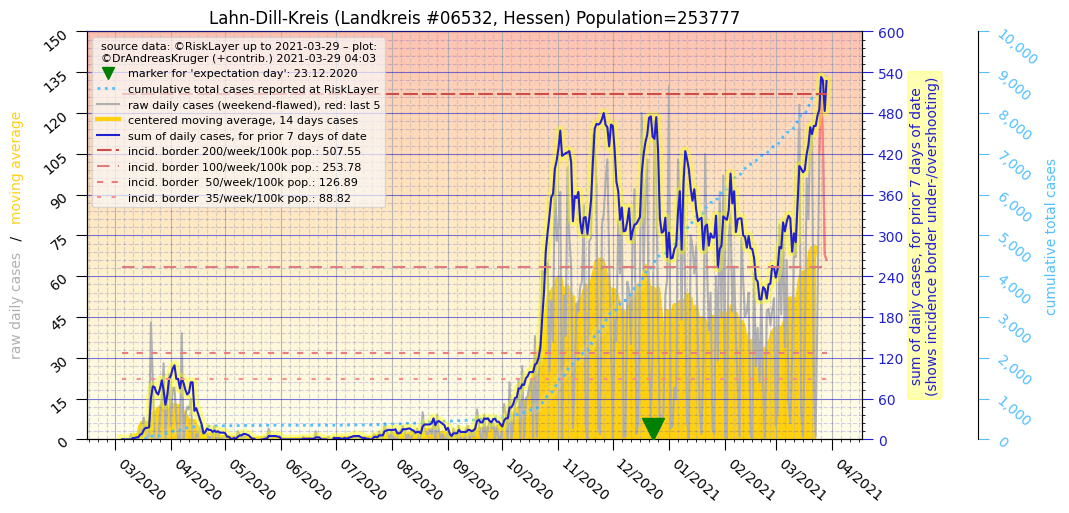 Lahn-Dill-Kreis (Landkreis #06532, Hessen) Population=253777
source data: ©RiskLayer up to 2021-03-29 – plot:
©DrAndreasKruger (+contrib.) 2021-03-29 04:03
marker for 'expectation day': 23.12.2020
cumulative total cases reported at RiskLayer
raw daily cases (weekend-flawed), red: last 5
centered moving average, 14 days cases
sum of daily cases, for prior 7 days of date
incid. border 200/week/100k pop.: 507.55
incid. border 100/week/100k pop.: 253.78
incid. border  50/week/100k pop.: 126.89
incid. border  35/week/100k pop.: 88.82
raw daily cases / moving average
150
135
120
105
90
75
60
45
30
15
0
03/2020
04/2020
05/2020
06/2020
07/2020
08/2020
09/2020
10/2020
11/2020
12/2020
01/2021
02/2021
03/2021
04/2021
600
540
480
420
360
300
240
180
120
60
0
sum of daily cases, for prior 7 days of date
(shows incidence border under-/overshooting)
10,000
9,000
8,000
7,000
6,000
5,000
4,000
3,000
2,000
1,000
0
cumulative total cases